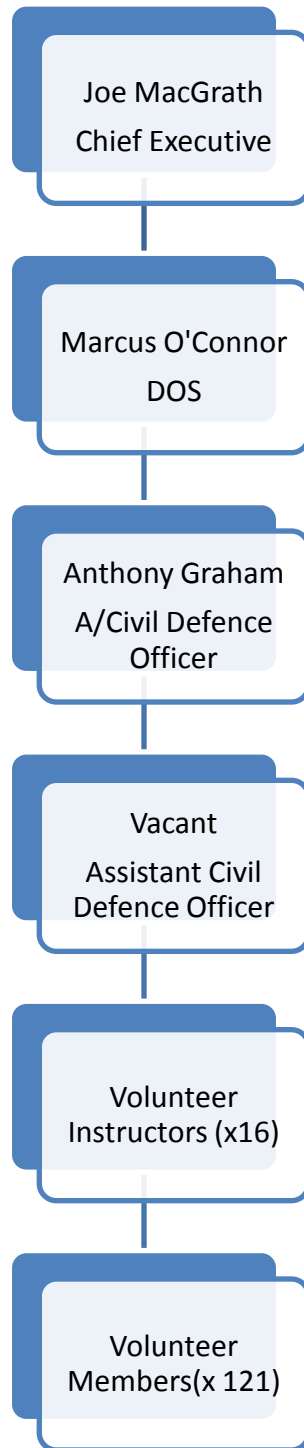 Joe MacGrath
Chief Executive
Marcus O'Connor
DOS
Anthony Graham
A/Civil Defence
Officer
Vacant
Assistant Civil
Defence Officer
Volunteer
Instructors (x16)
Volunteer
Members(x 121)